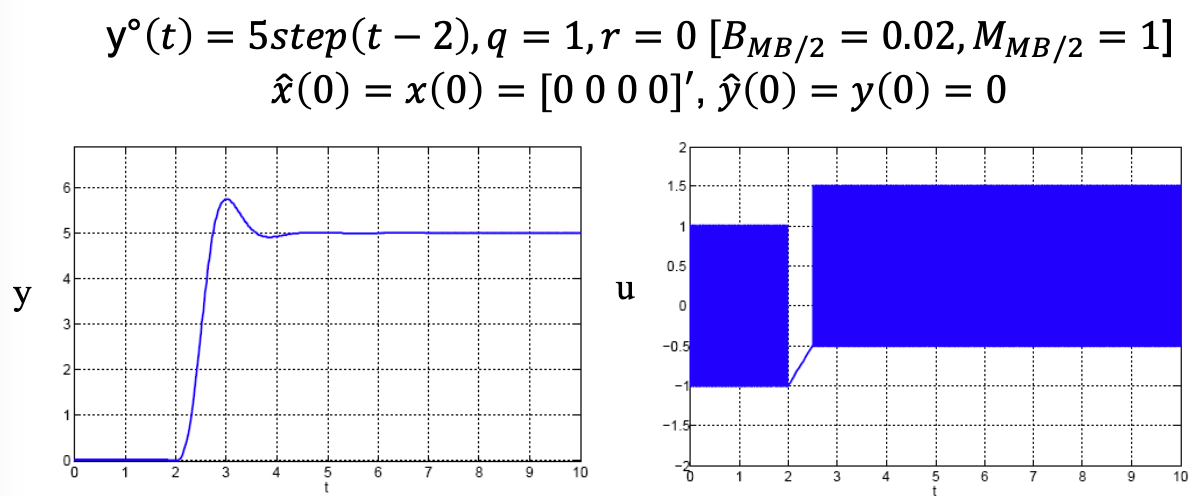 y°(t) = 5step(t − 2), q = 1, r = 0 [B_{MB/2} = 0.02, M_{MB/2} = 1]
x̂(0) = x(0) = [0 0 0 0]′, ŷ(0) = y(0) = 0
y
6
5
4
3
2
1
0
0 1 2 3 4 5 6 7 8 9 10
t
u
2
1.5
1
0.5
0
−0.5
−1
−1.5
−2
0 1 2 3 4 5 6 7 8 9 10
t